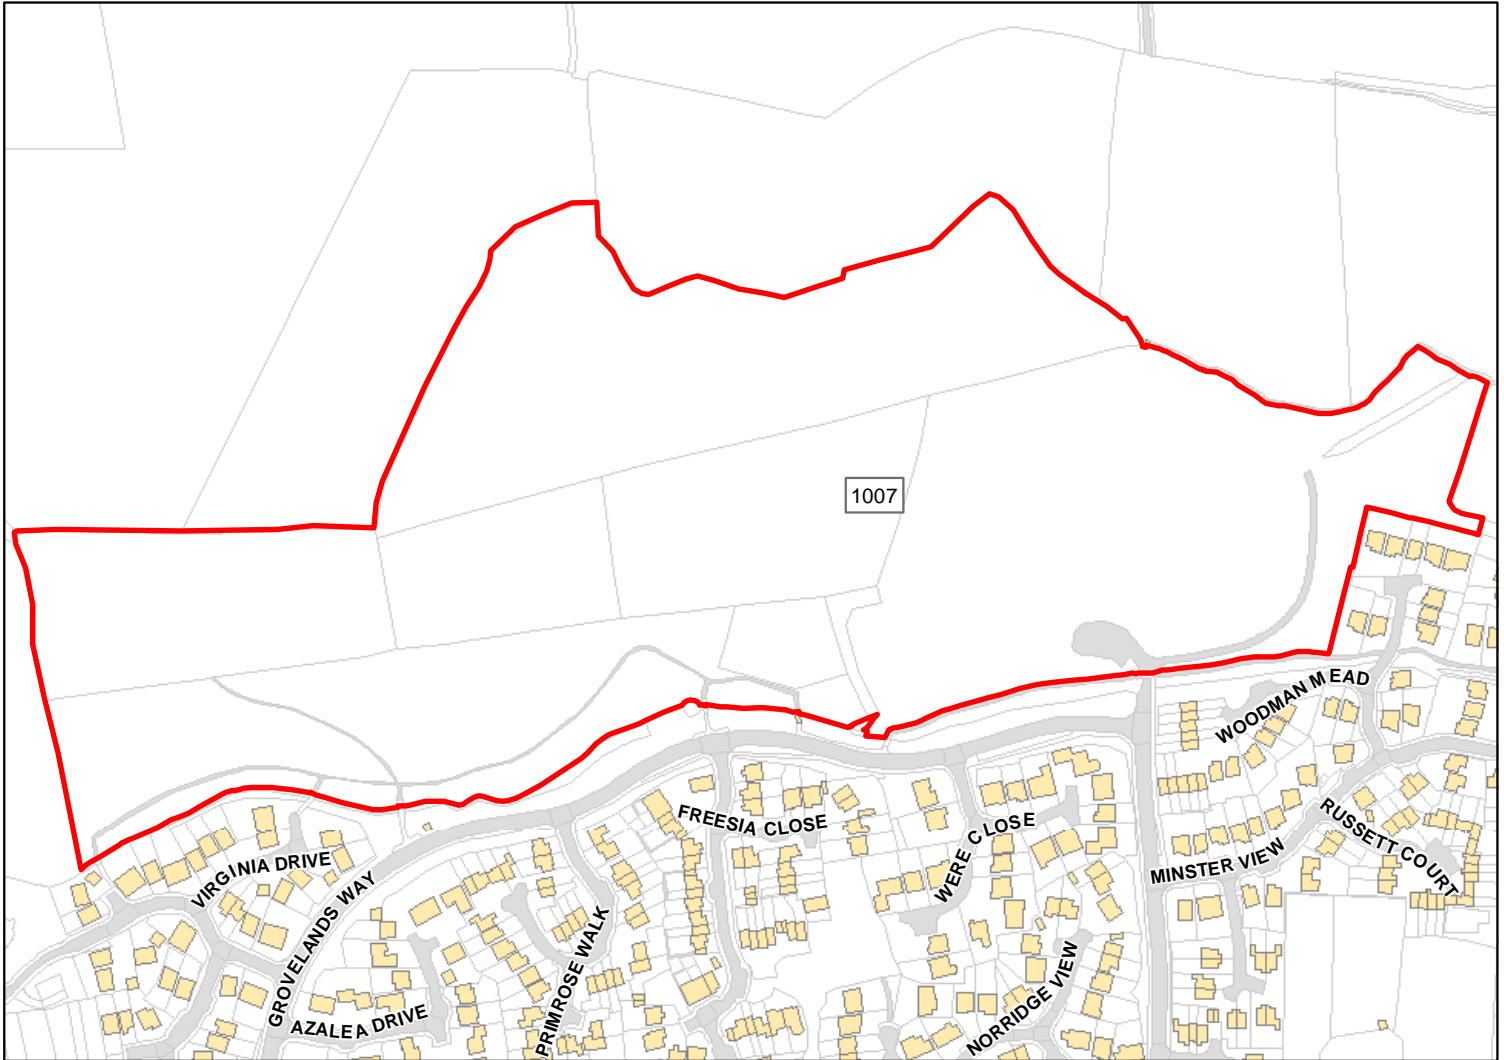 1007
WOODMAN MEAD
FREESIA CLOSE
WERE CLOSE
RUSSETT COURT
MINSTER VIEW
VIRGINIA DRIVE
GROVELANDS WAY
PRIMROSE WALK
NORRIDGE VIEW
AZALEA DRIVE